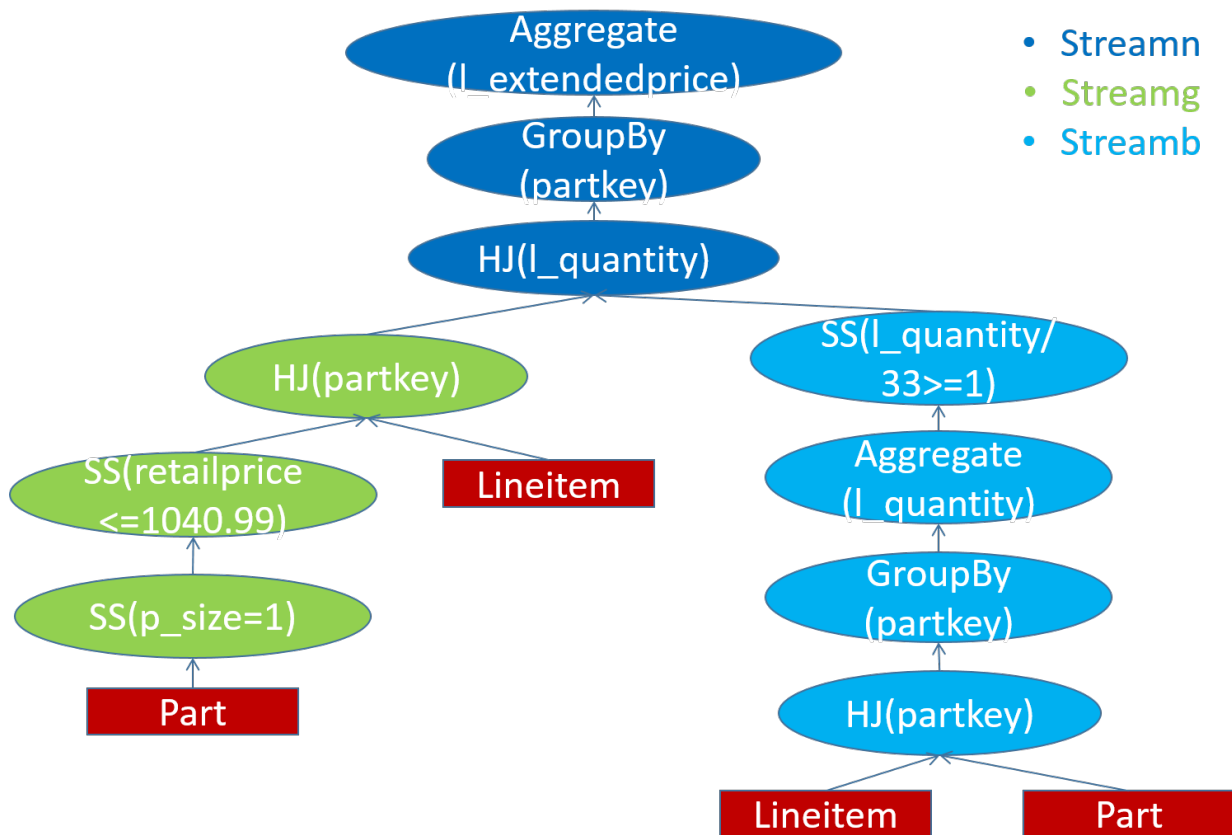 Aggregate
(l_extendedprice)
• Streamn
• Streamg
• Streamb
GroupBy
(partkey)
HJ(l_quantity)
HJ(partkey)
SS(l_quantity/
33>=1)
SS(retailprice
<=1040.99)
Lineitem
Aggregate
(l_quantity)
SS(p_size=1)
GroupBy
(partkey)
Part
HJ(partkey)
Lineitem
Part